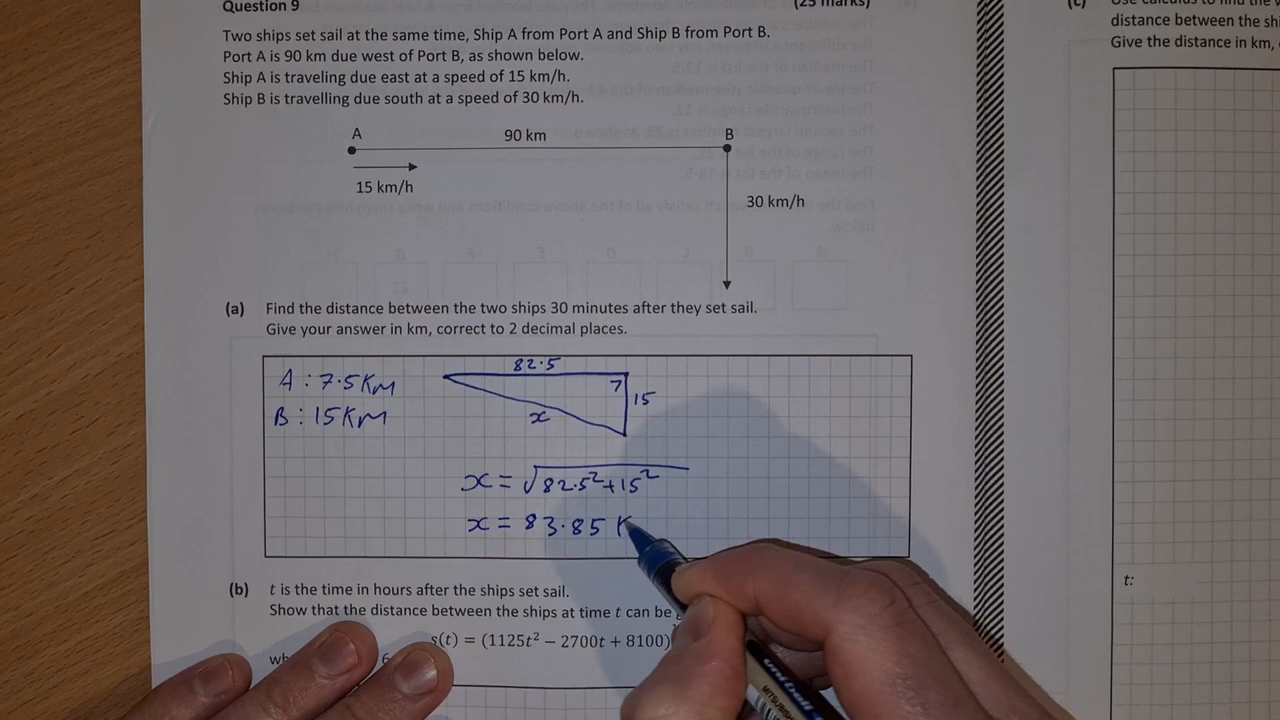 Question 9
(25 marks)
Two ships set sail at the same time, Ship A from Port A and Ship B from Port B.
Port A is 90 km due west of Port B, as shown below.
Ship A is traveling due east at a speed of 15 km/h.
Ship B is travelling due south at a speed of 30 km/h.
A
90 km
B
15 km/h
30 km/h
(a) Find the distance between the two ships 30 minutes after they set sail.
Give your answer in km, correct to 2 decimal places.
A : 7.5KM
B : 15KM
82.5
15
x
x = √82.5²+15²
x = 83.85 K
(b) t is the time in hours after the ships set sail.
Show that the distance between the ships at time t can be
s(t) = (1125t² − 2700t + 8100)
(c)
distance between the
Give the distance in km,
t: